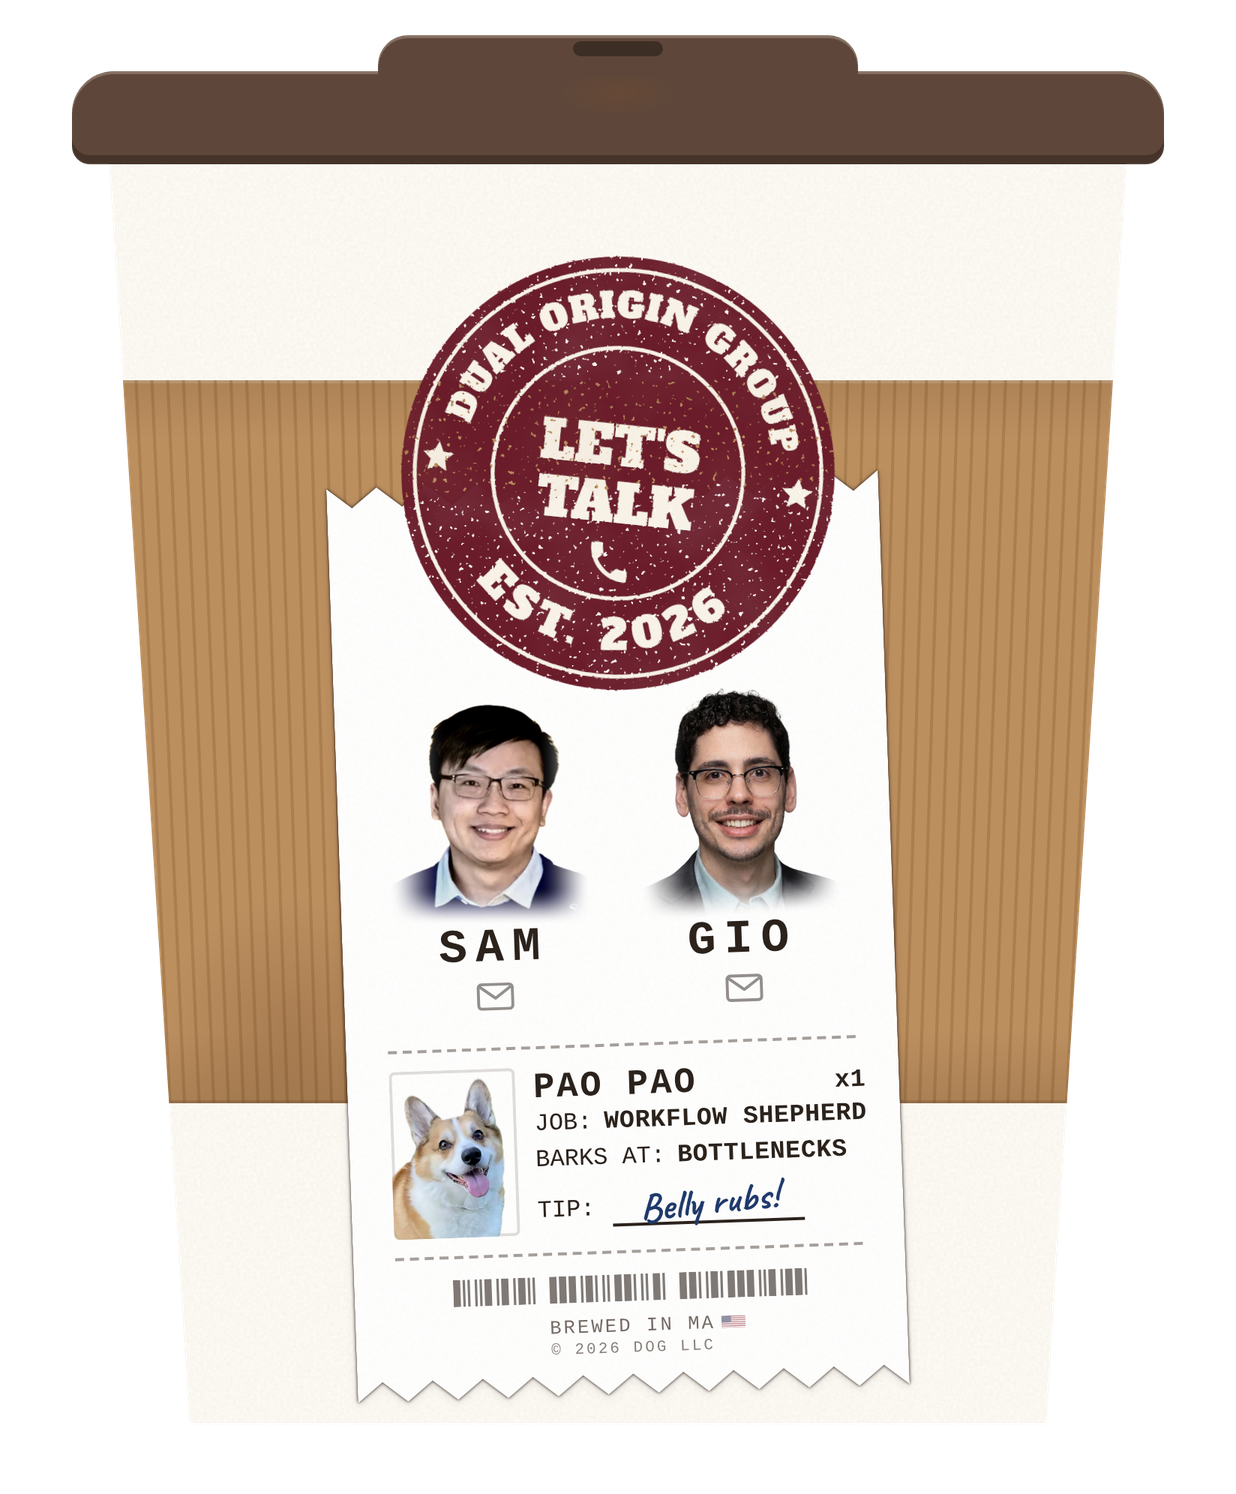 DUAL ORIGIN GROUP
LET'S
TALK
EST. 2026
SAM
GIO
PAO PAO x1
JOB: WORKFLOW SHEPHERD
BARKS AT: BOTTLENECKS
TIP: Belly rubs!
BREWED IN MA
© 2026 DOG LLC